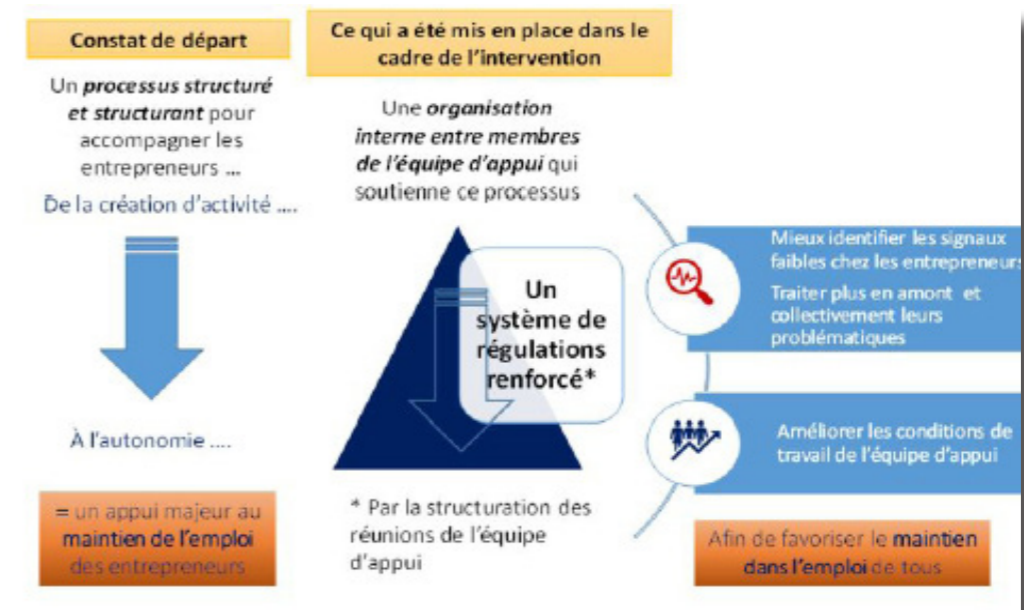 Constat de départ
Un processus structuré
et structurant pour
accompagner les
entrepreneurs ...
De la création d'activité ....
À l'autonomie ....
= un appui majeur au
maintien de l'emploi
des entrepreneurs
Ce qui a été mis en place dans le
cadre de l'intervention
Une organisation
interne entre membres
de l'équipe d'appui qui
soutienne ce processus
Un
système de
régulations
renforcé*
* Par la structuration des
réunions de l'équipe
d'appui
Mieux identifier les signaux
faibles chez les entrepreneurs
Traiter plus en amont et
collectivement leurs
problématiques
Améliorer les conditions de
travail de l'équipe d'appui
Afin de favoriser le maintien
dans l'emploi de tous